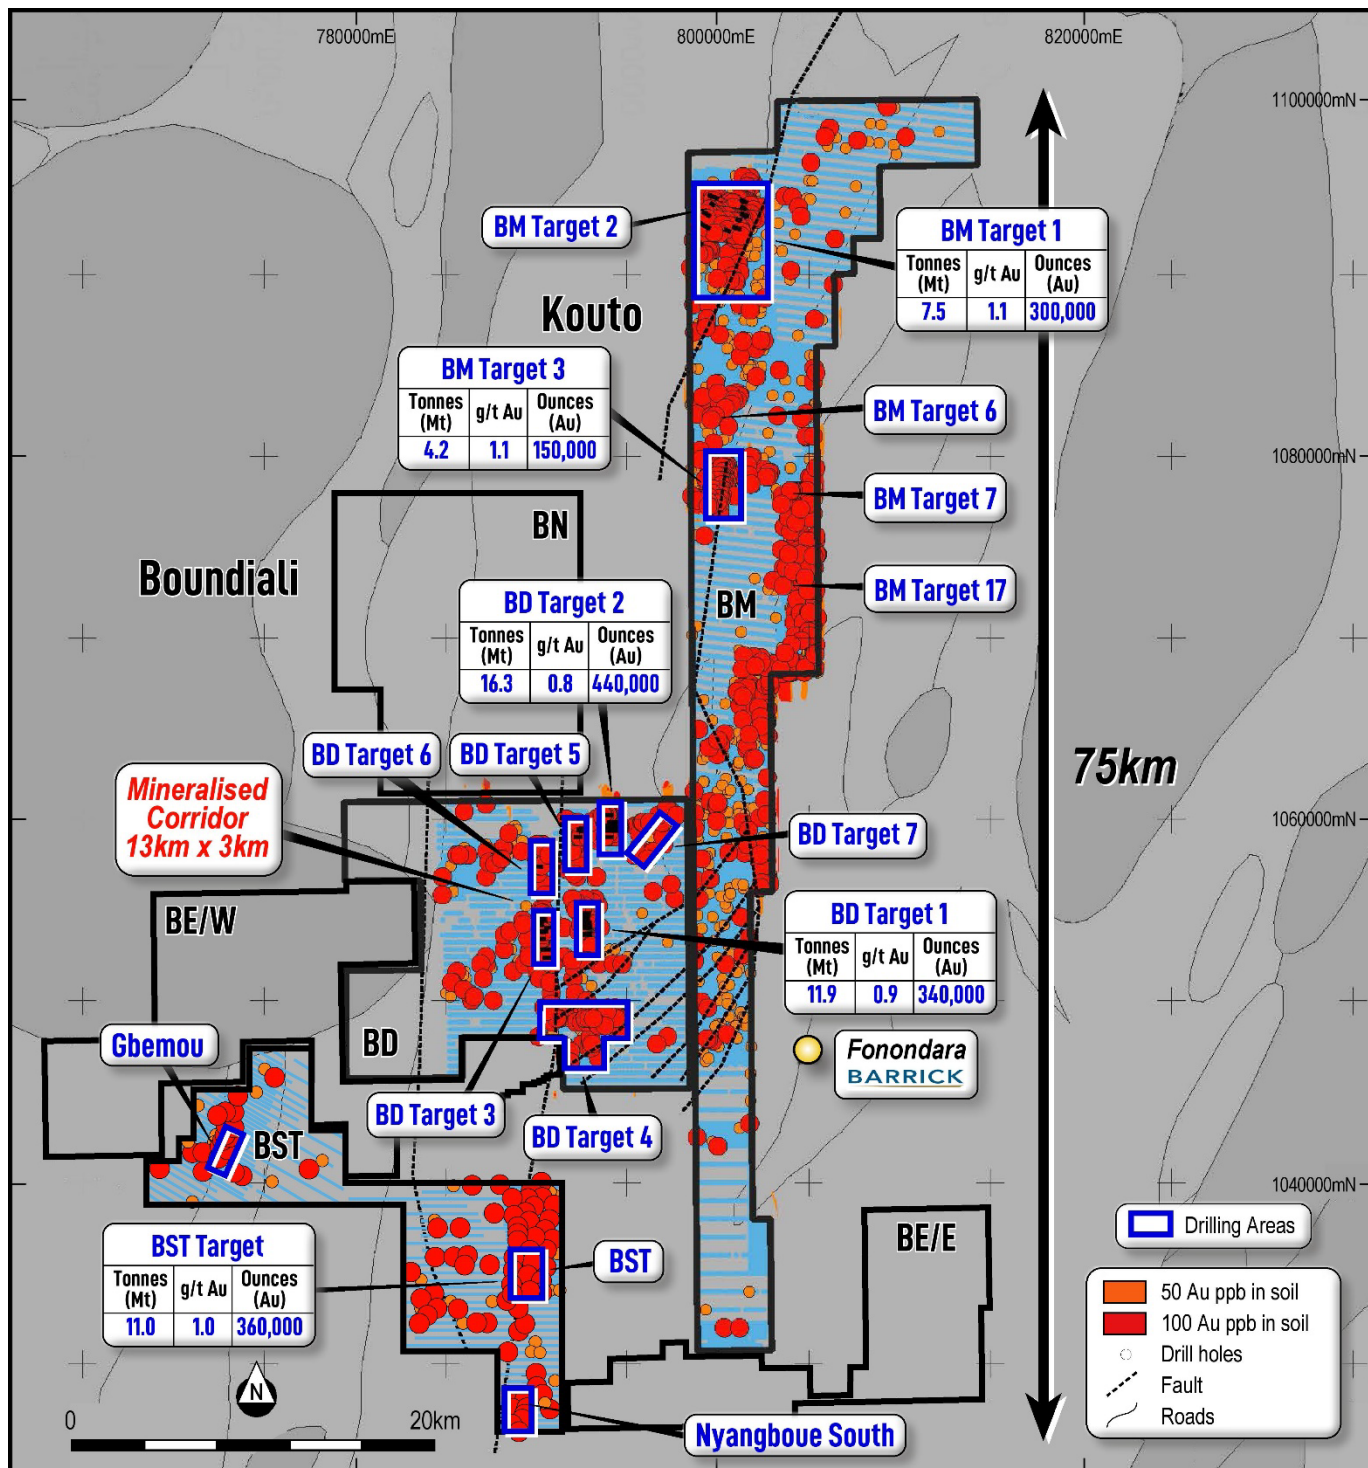 780000mE
800000mE
820000mE
1100000mN
BM Target 2
BM Target 1
Tonnes (Mt) g/t Au Ounces (Au)
7.5 1.1 300,000
Kouto
BM Target 3
Tonnes (Mt) g/t Au Ounces (Au)
4.2 1.1 150,000
BM Target 6
1080000mN
BM Target 7
BN
Boundiali
BM Target 17
BM
BD Target 2
Tonnes (Mt) g/t Au Ounces (Au)
16.3 0.8 440,000
BD Target 6
BD Target 5
75km
Mineralised
Corridor
13km x 3km
1060000mN
BD Target 7
BE/W
BD Target 1
Tonnes (Mt) g/t Au Ounces (Au)
11.9 0.9 340,000
Gbemou
BD
Fonondara
BARRICK
BD Target 3
BD Target 4
BST
1040000mN
BST Target
Tonnes (Mt) g/t Au Ounces (Au)
11.0 1.0 360,000
BST
BE/E
Drilling Areas
50 Au ppb in soil
100 Au ppb in soil
Drill holes
Fault
Roads
N
0 20km
Nyangboue South